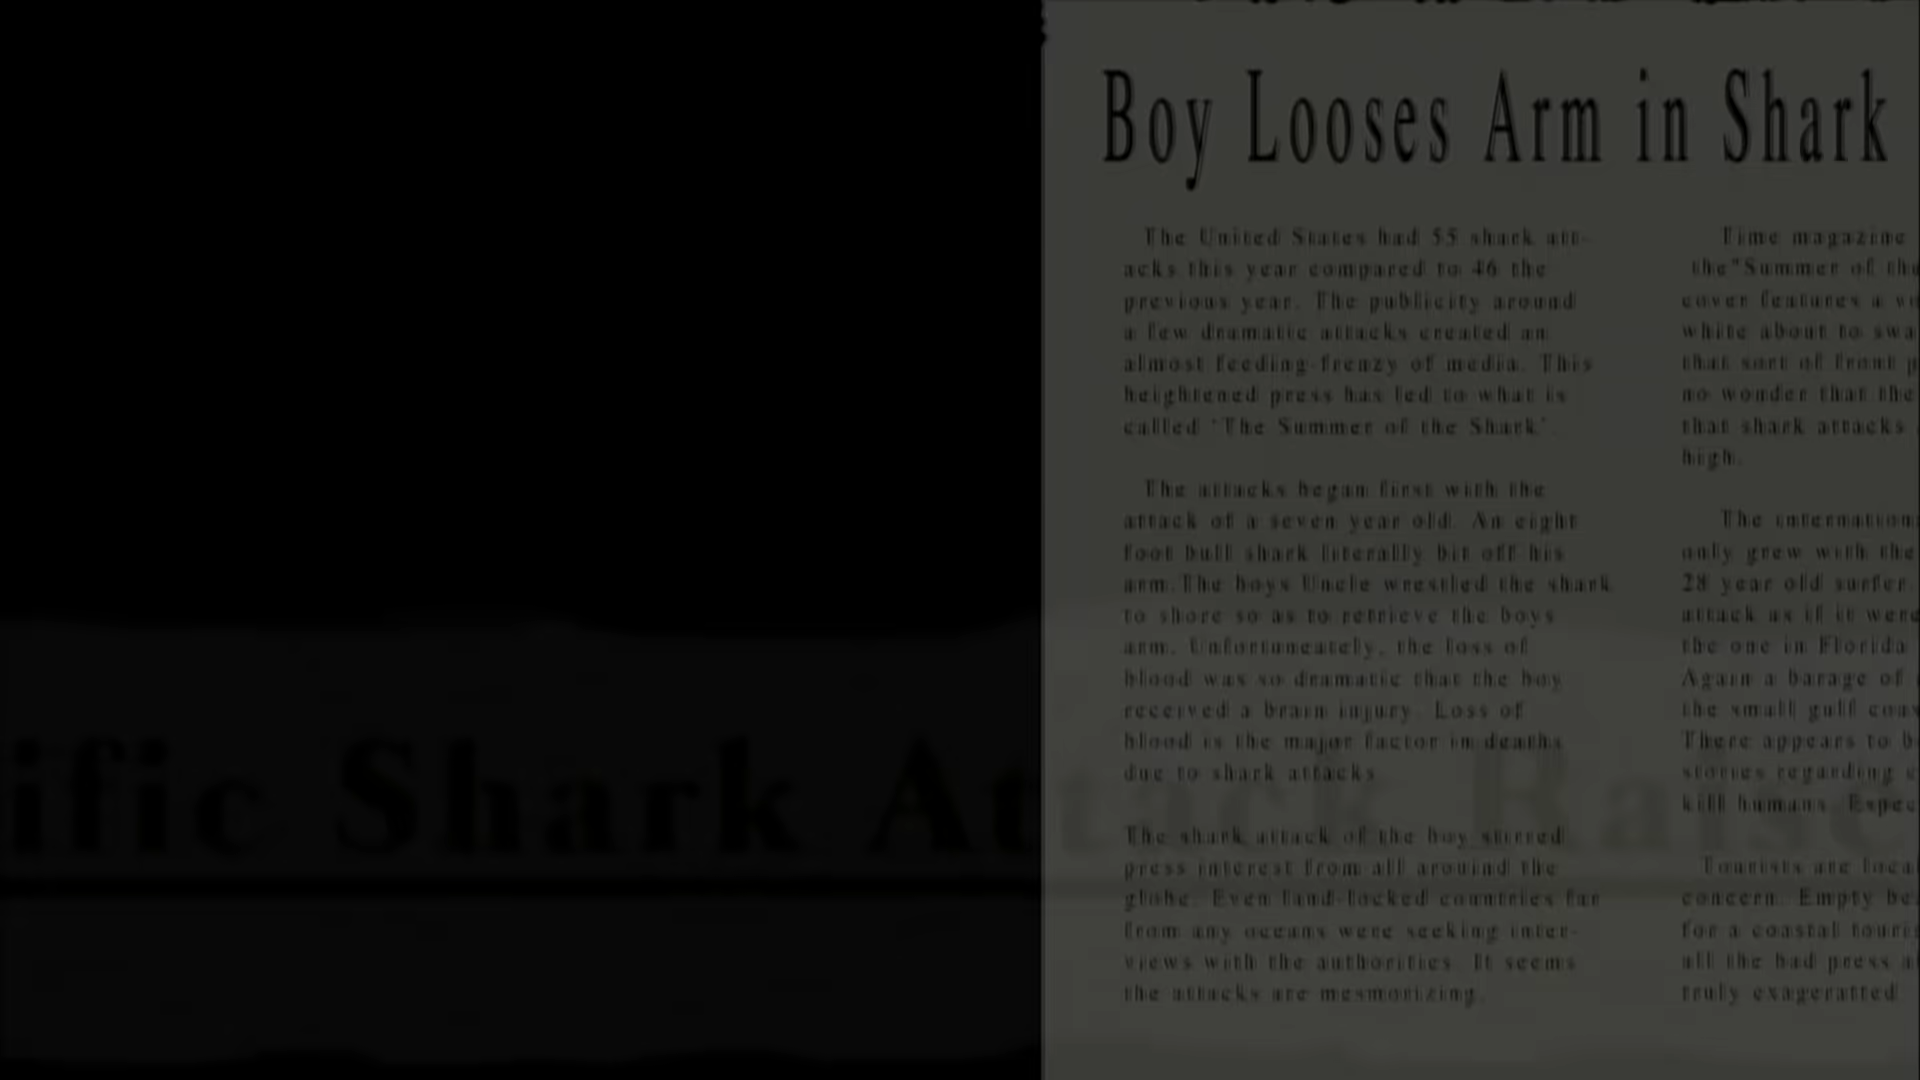 Boy Looses Arm in Shark
The United States had 55 shark att-
acks this year compared to 46 the
previous year. The publicity around
a few dramatic attacks created an
almost feeding-frenzy of media. This
heightened press has led to what is
called "The Summer of the Shark"
The attacks began first with the
attack of a seven year old. An eight
foot bull shark literally bit off his
arm. The boys Uncle wrestled the shark
to shore so as to retrieve the boys
arm. Unfortuneately, the loss of
blood was so dramatic that the boy
received a brain injury. Loss of
blood is the major factor in deaths
due to shark attacks
The shark attack of the boy stirred
press interest from all around the
globe. Even land-locked countries far
from any oceans were seeking inter-
views with the authorities. It seems
the attacks are mesmorizing.
Time magazine
the "Summer of the
cover features a
white about to swa
that sort of front p
no wonder that the
that shark attacks
high.
The internationa
only grew with the
28 year old surfer.
attack as if it were
the one in Florida
Again a barage of
the small gulf coas
There appears to b
stories regarding
kill humans. Espec
Tourists are loca
concern. Empty be
for a coastal touris
all the bad press a
truly exageratted
ific Shark Attack Raise